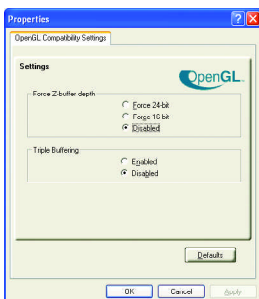 Properties
OpenGL Compatibility Settings
Settings
OpenGL
Force Z-buffer depth
Force 24-bit
Force 16-bit
Disabled
Triple Buffering
Enabled
Disabled
Defaults
OK
Cancel
Apply